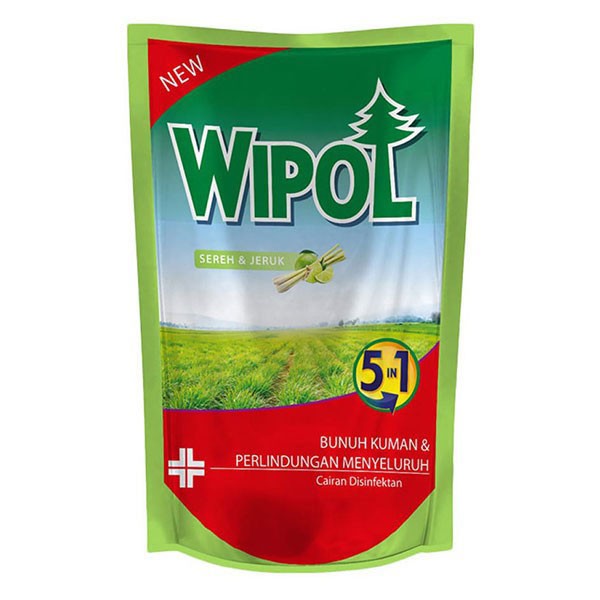 NEW
WIPOL
SEREH & JERUK
5 IN 1
BUNUH KUMAN &
PERLINDUNGAN MENYELURUH
Cairan Disinfektan